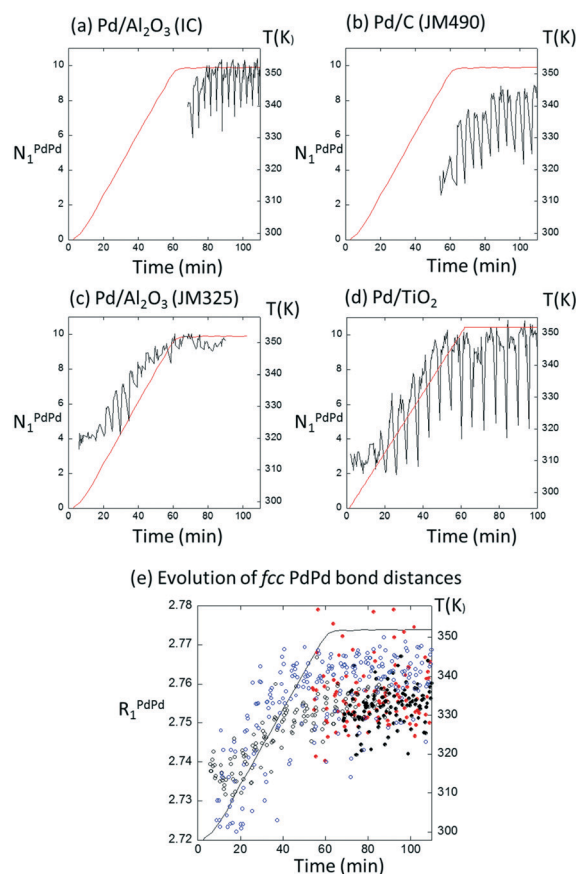 (a) Pd/Al₂O₃ (IC)
T(K)
N₁ᴾᵈᴾᵈ
10
8
6
4
2
0
350
340
330
320
310
300
0 20 40 60 80 100
Time (min)
(b) Pd/C (JM490)
T(K)
N₁ᴾᵈᴾᵈ
10
8
6
4
2
0
350
340
330
320
310
300
0 20 40 60 80 100
Time (min)
(c) Pd/Al₂O₃ (JM325)
T(K)
N₁ᴾᵈᴾᵈ
10
8
6
4
2
0
350
340
330
320
310
300
0 20 40 60 80 100
Time (min)
(d) Pd/TiO₂
T(K)
N₁ᴾᵈᴾᵈ
10
8
6
4
2
0
350
340
330
320
310
300
0 20 40 60 80 100
Time (min)
(e) Evolution of fcc PdPd bond distances
T(K)
R₁ᴾᵈᴾᵈ
2.78
2.77
2.76
2.75
2.74
2.73
2.72
350
340
330
320
310
300
0 20 40 60 80 100
Time (min)